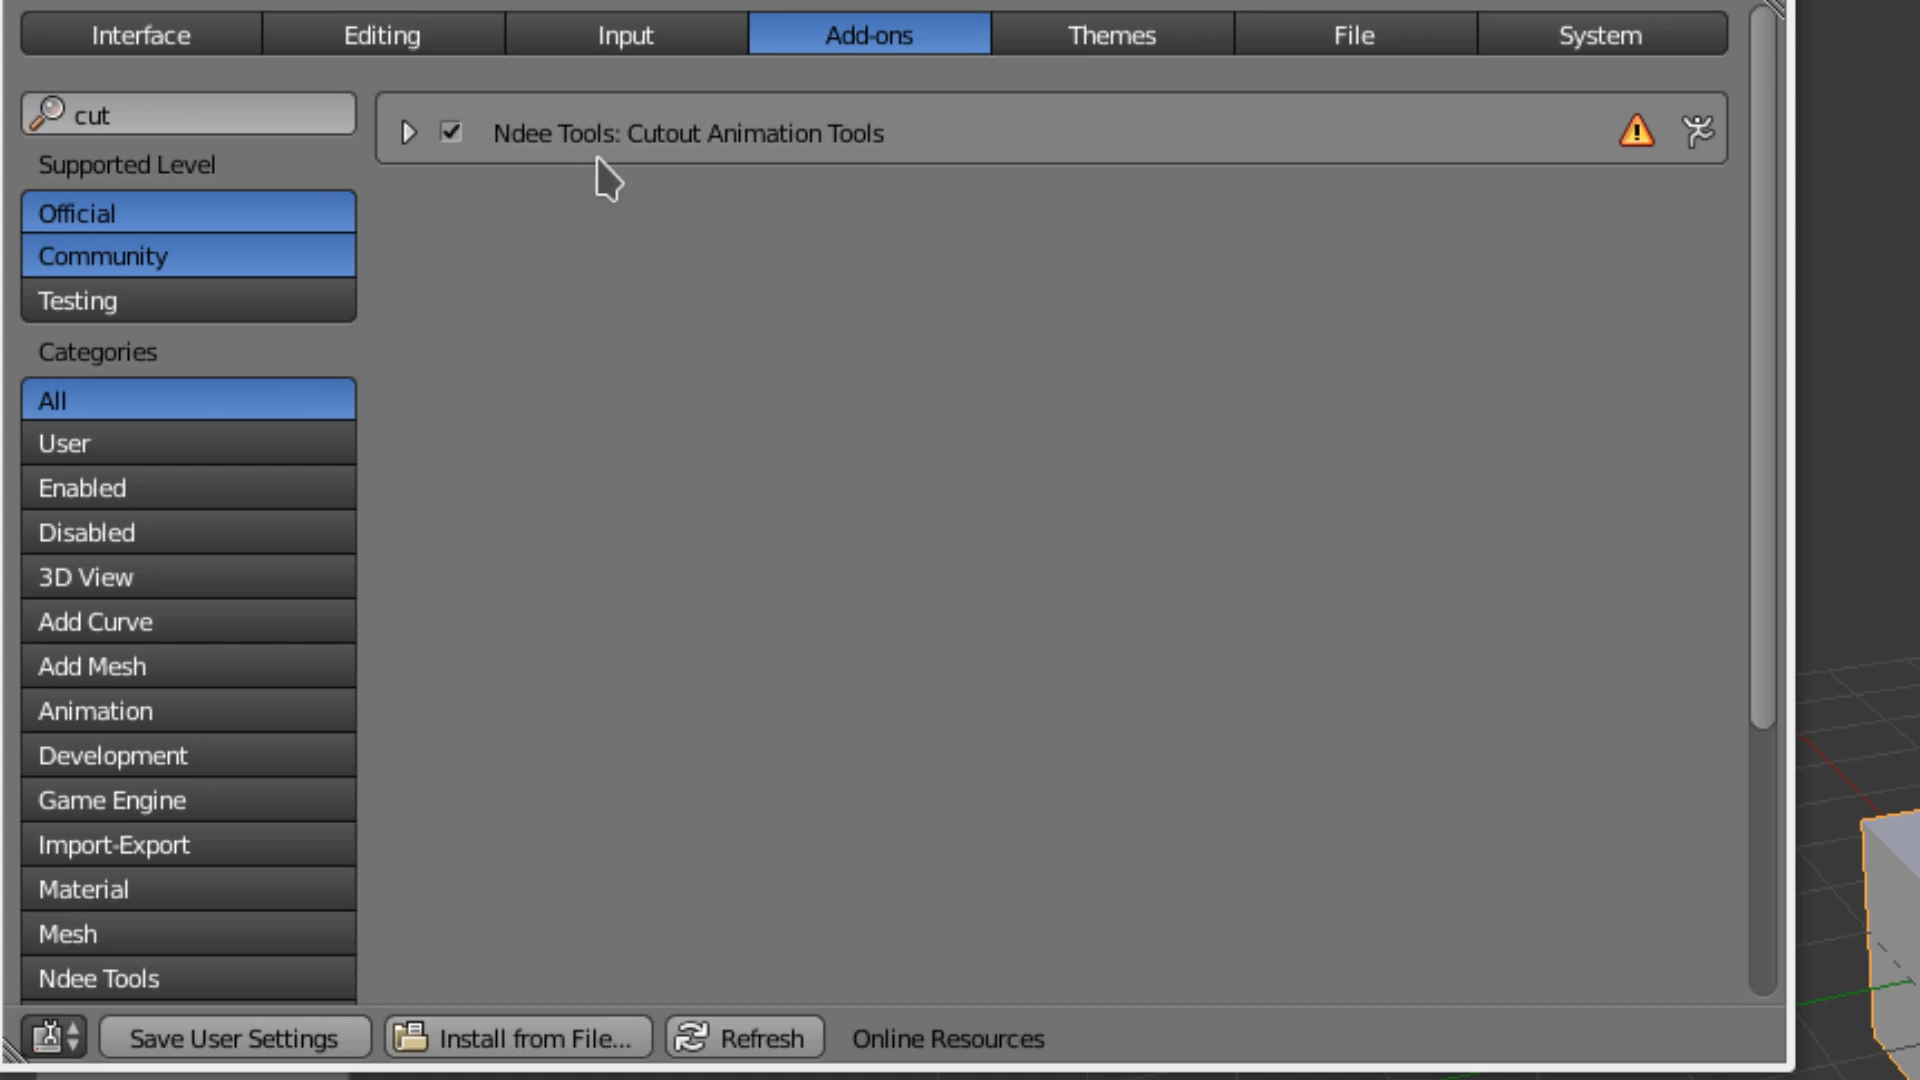 Interface Editing Input Add-ons Themes File System
cut
Ndee Tools: Cutout Animation Tools
Supported Level
Official
Community
Testing
Categories
All
User
Enabled
Disabled
3D View
Add Curve
Add Mesh
Animation
Development
Game Engine
Import-Export
Material
Mesh
Ndee Tools
Save User Settings Install from File... Refresh Online Resources